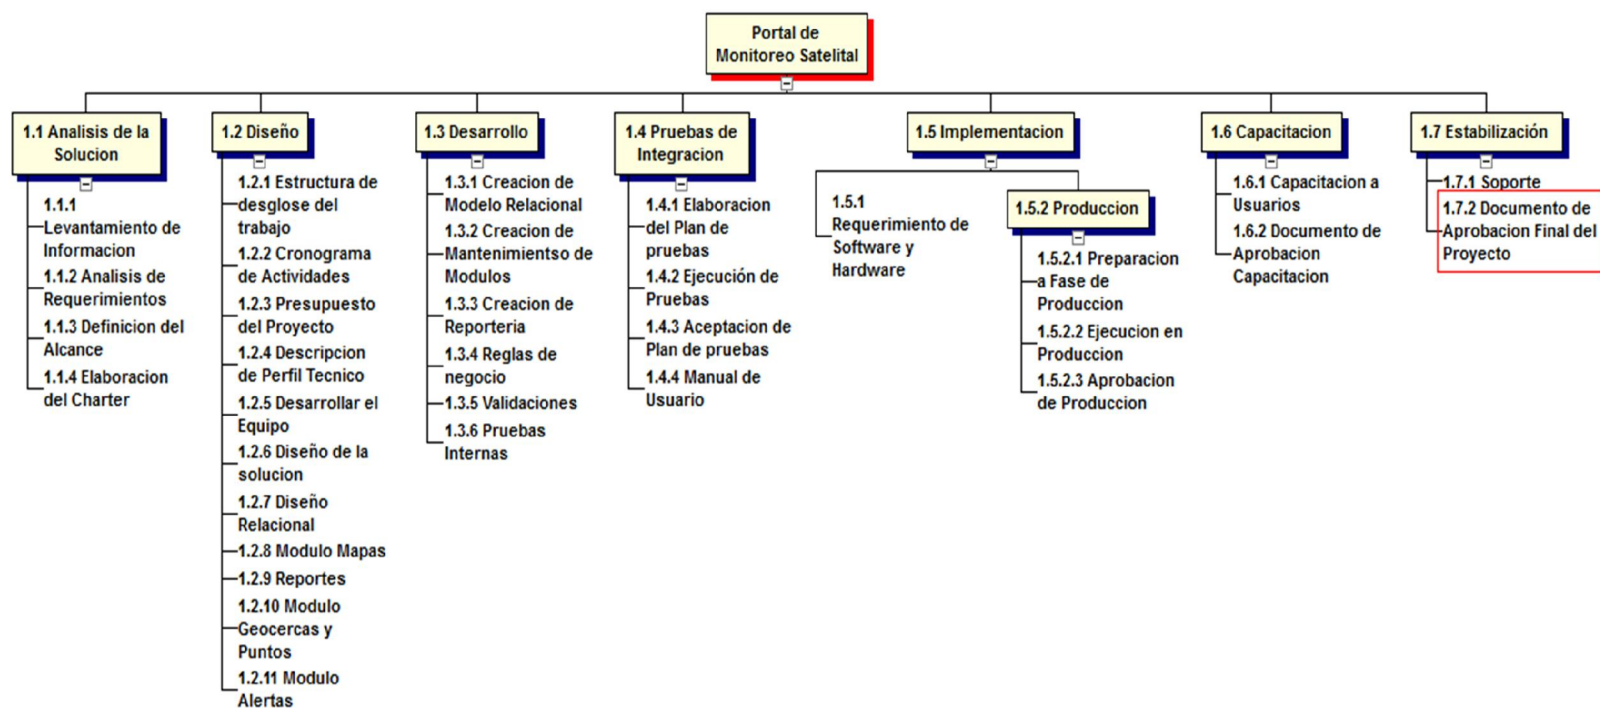 Portal de
Monitoreo Satelital
1.1 Analisis de la
Solucion
1.1.1
Levantamiento de
Informacion
1.1.2 Analisis de
Requerimientos
1.1.3 Definicion del
Alcance
1.1.4 Elaboracion
del Charter
1.2 Diseño
1.2.1 Estructura de
desglose del
trabajo
1.2.2 Cronograma
de Actividades
1.2.3 Presupuesto
del Proyecto
1.2.4 Descripcion
de Perfil Tecnico
1.2.5 Desarrollar el
Equipo
1.2.6 Diseño de la
solucion
1.2.7 Diseño
Relacional
1.2.8 Modulo Mapas
1.2.9 Reportes
1.2.10 Modulo
Geocercas y
Puntos
1.2.11 Modulo
Alertas
1.3 Desarrollo
1.3.1 Creacion de
Modelo Relacional
1.3.2 Creacion de
Mantenimientso de
Modulos
1.3.3 Creacion de
Reporteria
1.3.4 Reglas de
negocio
1.3.5 Validaciones
1.3.6 Pruebas
Internas
1.4 Pruebas de
Integracion
1.4.1 Elaboracion
del Plan de
pruebas
1.4.2 Ejecución de
Pruebas
1.4.3 Aceptacion de
Plan de pruebas
1.4.4 Manual de
Usuario
1.5 Implementacion
1.5.1
Requerimiento de
Software y
Hardware
1.5.2 Produccion
1.5.2.1 Preparacion
a Fase de
Produccion
1.5.2.2 Ejecucion en
Produccion
1.5.2.3 Aprobacion
de Produccion
1.6 Capacitacion
1.6.1 Capacitacion a
Usuarios
1.6.2 Documento de
Aprobacion
Capacitacion
1.7 Estabilización
1.7.1 Soporte
1.7.2 Documento de
Aprobacion Final del
Proyecto